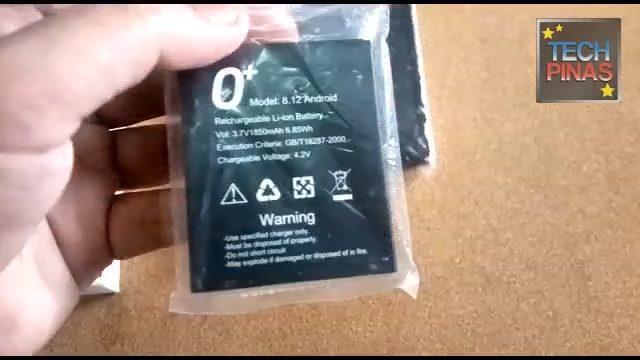 TECH
PINAS
O+
Model: 8.12 Android
Rechargeable Li-ion Battery
Vol: 3.7V1850mAh 6.85Wh
Execution Criteria: GB/T18287-2000
Chargeable Voltage: 4.2V
Warning
-Use specified charger only.
-Must be disposed of properly.
-Do not short circuit
-May explode if damaged or disposed of in fire.